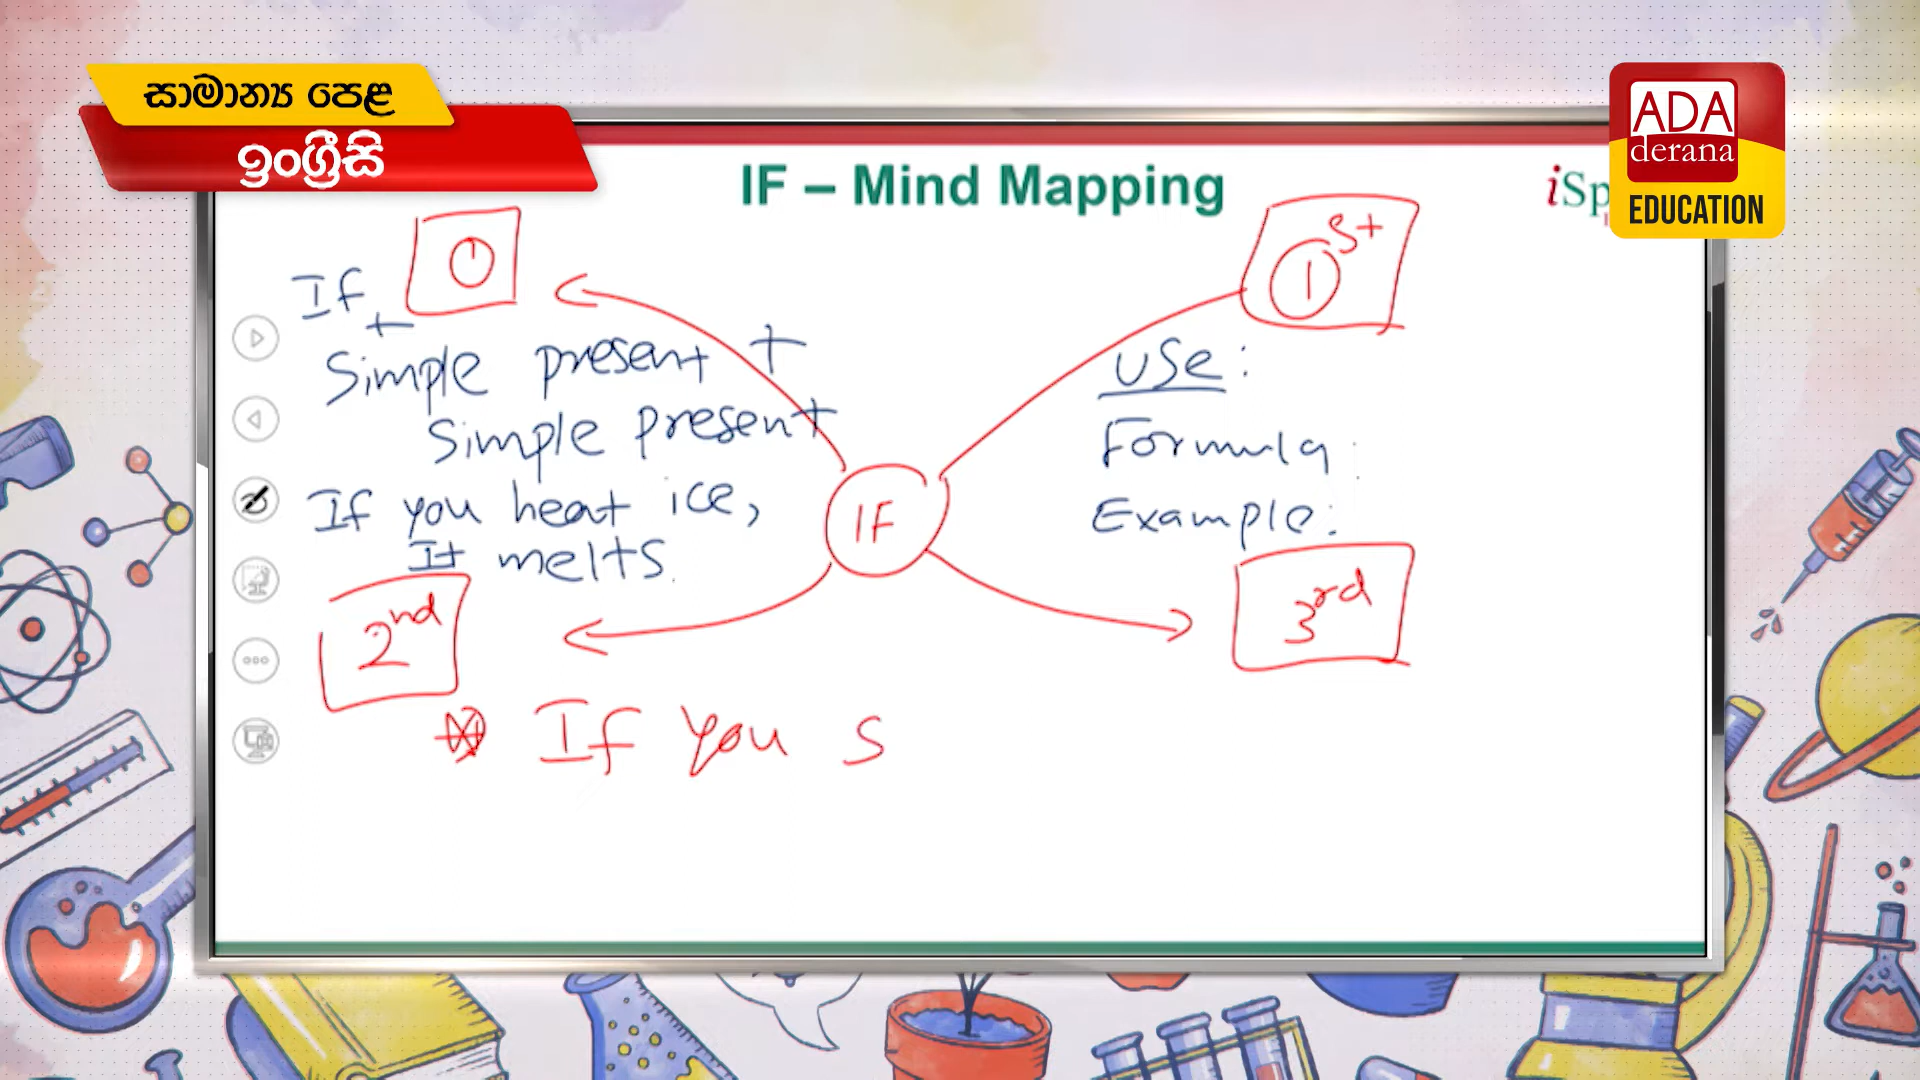 සාමාන්‍ය පෙළ
ඉංග්‍රීසි
ADA
derana
EDUCATION
IF – Mind Mapping
iSp
0
If +
Simple present +
Simple present
If you heat ice,
It melts.
1st
Use:
Formula:
Example:
IF
2nd
3rd
If you s